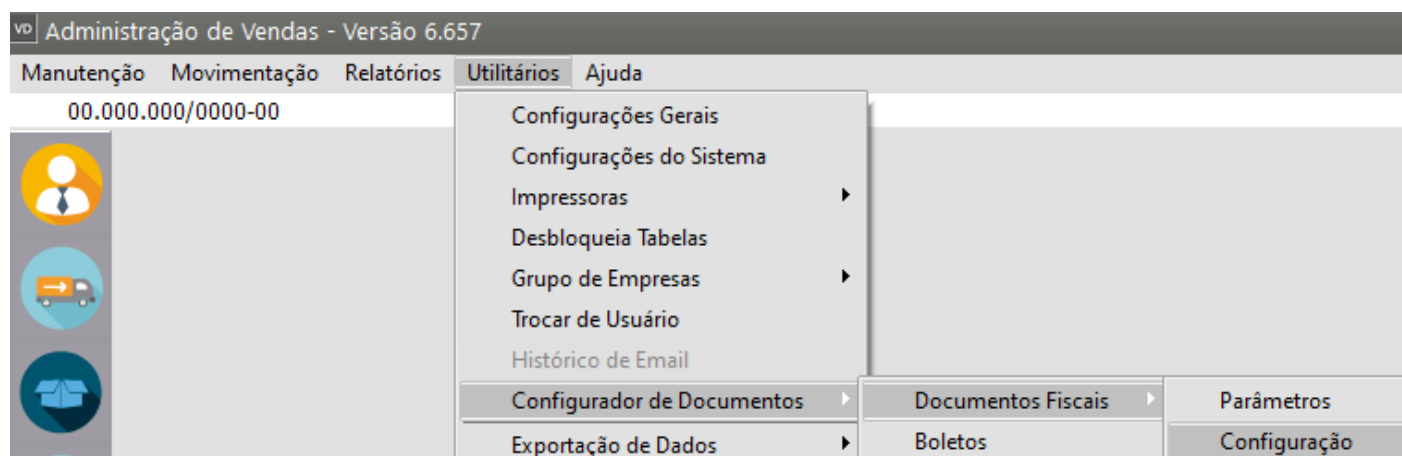 VD Administração de Vendas - Versão 6.657
Manutenção Movimentação Relatórios Utilitários Ajuda
00.000.000/0000-00
Configurações Gerais
Configurações do Sistema
Impressoras
Desbloqueia Tabelas
Grupo de Empresas
Trocar de Usuário
Histórico de Email
Configurador de Documentos Documentos Fiscais Parâmetros
Exportação de Dados Boletos Configuração